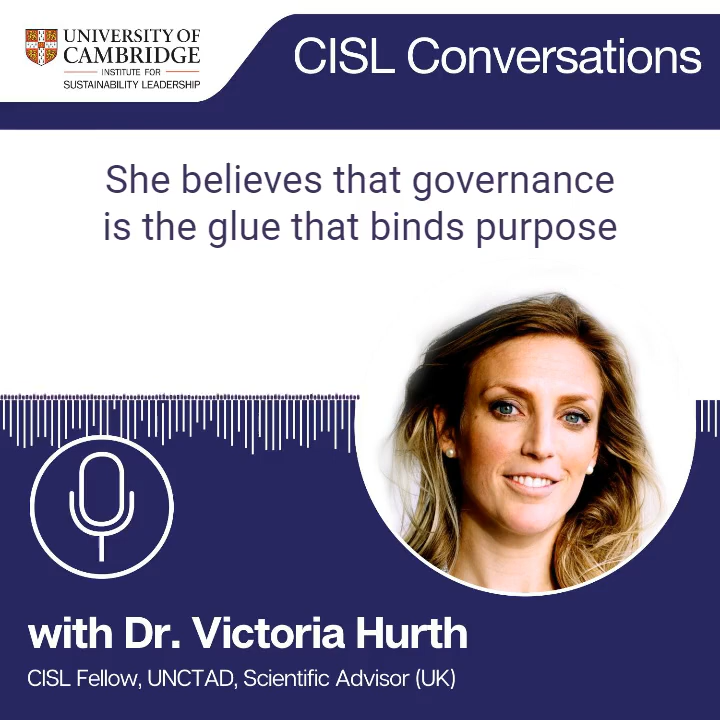 UNIVERSITY OF
CAMBRIDGE
INSTITUTE FOR
SUSTAINABILITY LEADERSHIP
CISL Conversations
She believes that governance
is the glue that binds purpose
with Dr. Victoria Hurth
CISL Fellow, UNCTAD, Scientific Advisor (UK)